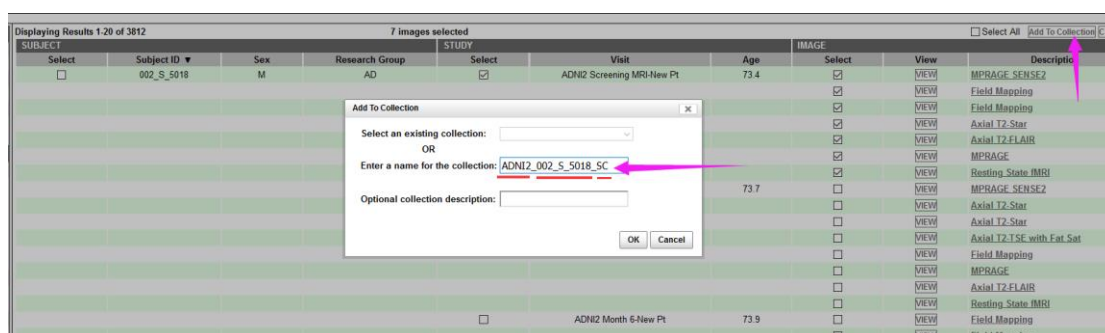 Displaying Results 1-20 of 3812 7 images selected Select All Add To Collection C
SUBJECT STUDY IMAGE
Select Subject ID ▼ Sex Research Group Select Visit Age Select View Descriptio
002_S_5018 M AD ADNI2 Screening MRI-New Pt 73.4 VIEW MPRAGE SENSE2
VIEW Field Mapping
Add To Collection x VIEW Field Mapping
Select an existing collection: VIEW Axial T2-Star
OR VIEW Axial T2-FLAIR
Enter a name for the collection: ADNI2_002_S_5018_SC VIEW MPRAGE
VIEW Resting State fMRI
73.7 VIEW MPRAGE SENSE2
Optional collection description: VIEW Axial T2-Star
VIEW Axial T2-Star
OK Cancel VIEW Axial T2-TSE with Fat Sat
VIEW Field Mapping
VIEW MPRAGE
VIEW Axial T2-FLAIR
VIEW Resting State fMRI
ADNI2 Month 6-New Pt 73.9 VIEW Field Mapping